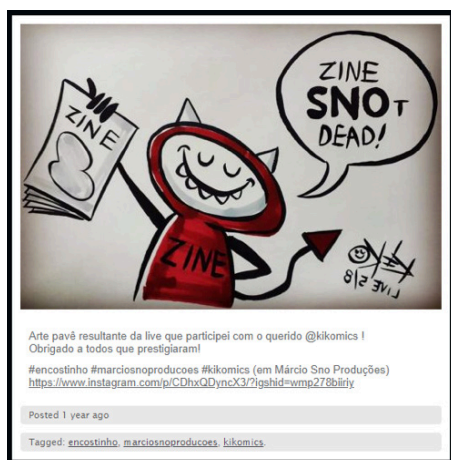 ZINE
SNOT
DEAD!
ZINE
ZINE
LIVE 5/8
Arte pavê resultante da live que participei com o querido @kikomics !
Obrigado a todos que prestigiaram!
#encostinho #marciosnoproducoes #kikomics (em Márcio Sno Produções)
https://www.instagram.com/p/CDhxQDyncX3/?igshid=wmp278biiriy
Posted 1 year ago
Tagged: encostinho, marciosnoproducoes, kikomics.